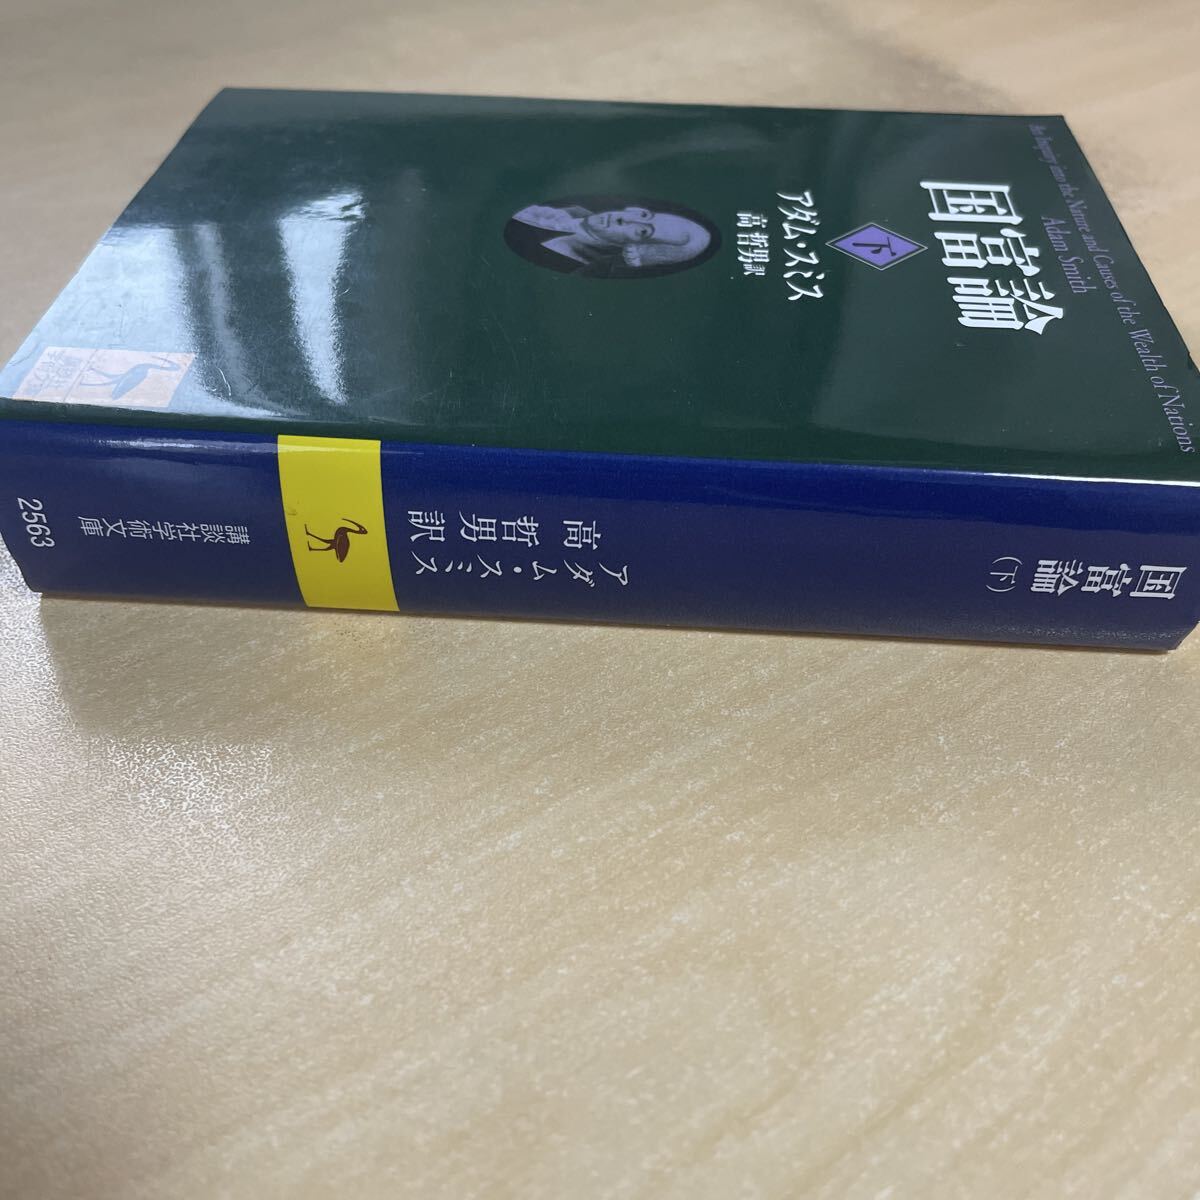 An Inquiry into the Nature and Causes of the Wealth of Nations
Adam Smith
国富論
下
アダム・スミス
高 哲男 訳
国富論(下)
アダム・スミス
高 哲男 訳
講談社学術文庫
2563